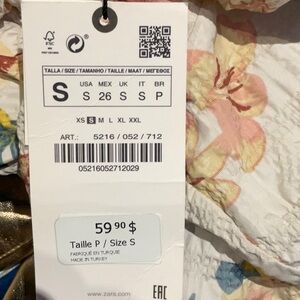 FSC
TALLA / SIZE / TAMANHO / TAILLE / MAAT / ΜΕΓΕΘΟΣ
S
USA MEX UK IT BR
S 26 S S P
XS S M L XL XXL
ART.: 5216 / 052 / 712
05216052712029
59 90 $
Taille P / Size S
FABRIQUÉ EN TURQUIE
MADE IN TURKEY
www.zara.com
EAC